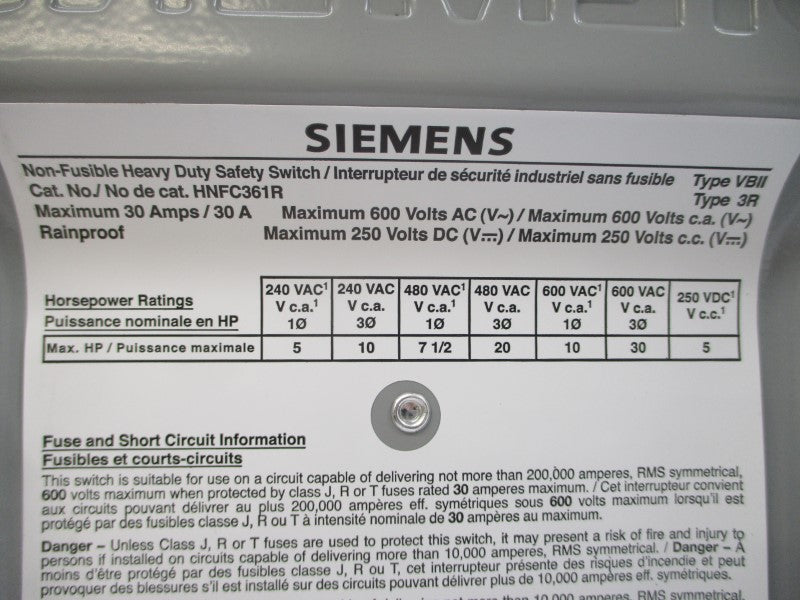 SIEMENS
Non-Fusible Heavy Duty Safety Switch / Interrupteur de sécurité industriel sans fusible Type VBII
Cat. No./ No de cat. HNFC361R Type 3R
Maximum 30 Amps / 30 A Maximum 600 Volts AC (V~) / Maximum 600 Volts c.a. (V~)
Rainproof Maximum 250 Volts DC (V⎓) / Maximum 250 Volts c.c. (V⎓)
240 VAC¹ 240 VAC 480 VAC¹ 480 VAC 600 VAC¹ 600 VAC 250 VDC¹
Horsepower Ratings V c.a.¹ V c.a. V c.a.¹ V c.a. V c.a.¹ V c.a. V c.c.¹
Puissance nominale en HP 1Ø 3Ø 1Ø 3Ø 1Ø 3Ø
Max. HP / Puissance maximale 5 10 7 1/2 20 10 30 5
Fuse and Short Circuit Information
Fusibles et courts-circuits
This switch is suitable for use on a circuit capable of delivering not more than 200,000 amperes, RMS symmetrical,
600 volts maximum when protected by class J, R or T fuses rated 30 amperes maximum. / Cet interrupteur convient
aux circuits pouvant délivrer au plus 200,000 ampères eff. symétriques sous 600 volts maximum lorsqu'il est
protégé par des fusibles classe J, R ou T à intensité nominale de 30 ampères au maximum.
Danger – Unless Class J, R or T fuses are used to protect this switch, it may present a risk of fire and injury to
persons if installed on circuits capable of delivering more than 10,000 amperes, RMS symmetrical. / Danger – A
moins d'être protégé par des fusibles classe J, R ou T, cet interrupteur présente des risques d'incendie et peut
provoquer des blessures s'il est installé sur des circuits pouvant délivrer plus de 10,000 ampères eff. symétriques.